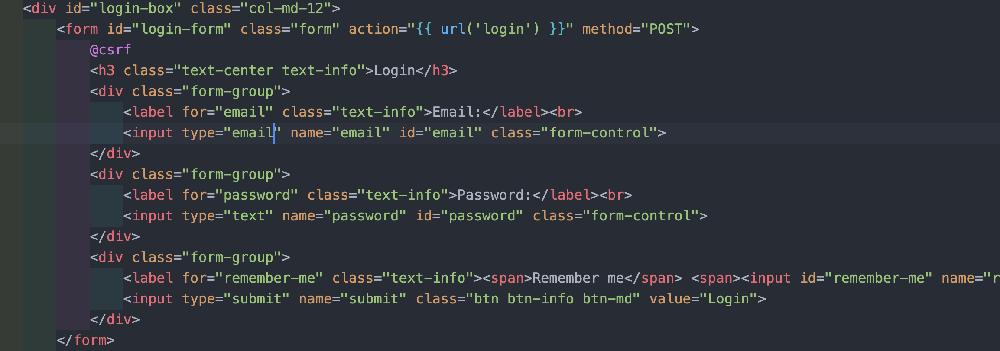 <div id="login-box" class="col-md-12">
<form id="login-form" class="form" action="{{ url('login') }}" method="POST">
@csrf
<h3 class="text-center text-info">Login</h3>
<div class="form-group">
<label for="email" class="text-info">Email:</label><br>
<input type="email" name="email" id="email" class="form-control">
</div>
<div class="form-group">
<label for="password" class="text-info">Password:</label><br>
<input type="text" name="password" id="password" class="form-control">
</div>
<div class="form-group">
<label for="remember-me" class="text-info"><span>Remember me</span> <span><input id="remember-me" name="r
<input type="submit" name="submit" class="btn btn-info btn-md" value="Login">
</div>
</form>